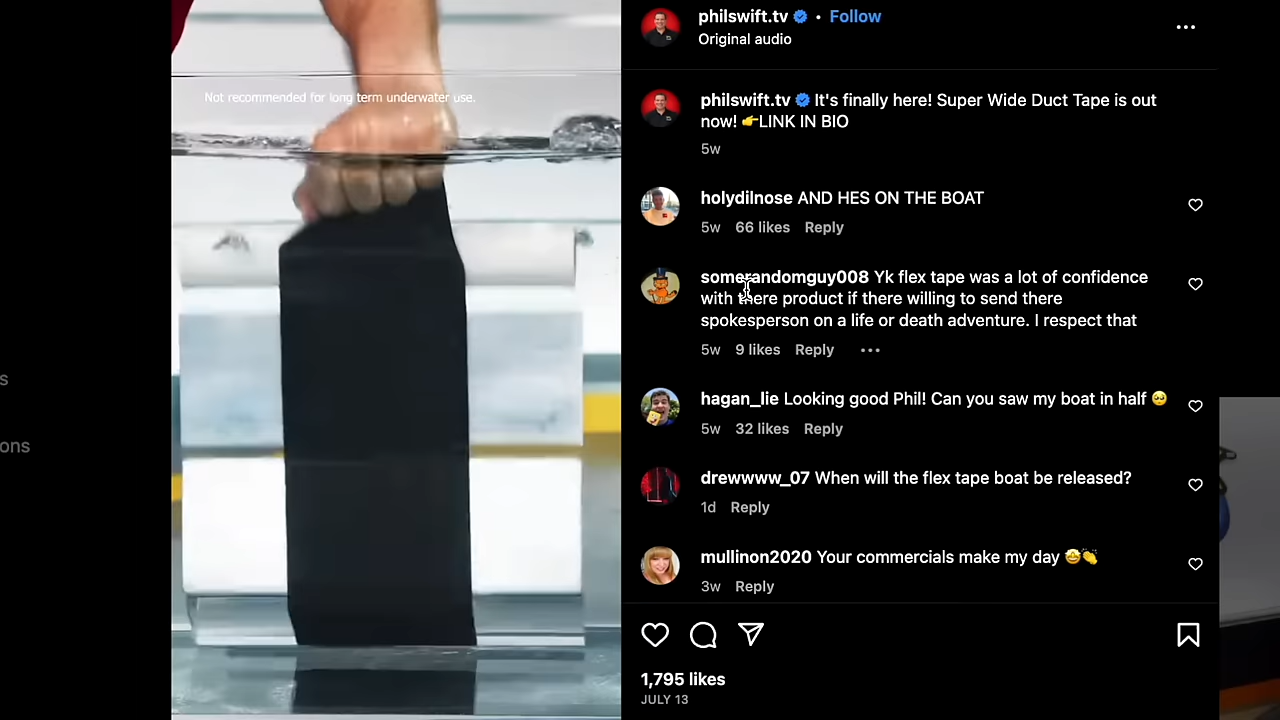 philswift.tv • Follow
Original audio
Not recommended for long term underwater use.
philswift.tv It's finally here! Super Wide Duct Tape is out
now! 👉LINK IN BIO
5w
holydilnose AND HES ON THE BOAT
5w 66 likes Reply
somerandomguy008 Yk flex tape was a lot of confidence
with there product if there willing to send there
spokesperson on a life or death adventure. I respect that
5w 9 likes Reply
hagan_lie Looking good Phil! Can you saw my boat in half 🥺
5w 32 likes Reply
drewwww_07 When will the flex tape boat be released?
1d Reply
mullinon2020 Your commercials make my day 🤩👏
3w Reply
s
ons
1,795 likes
JULY 13